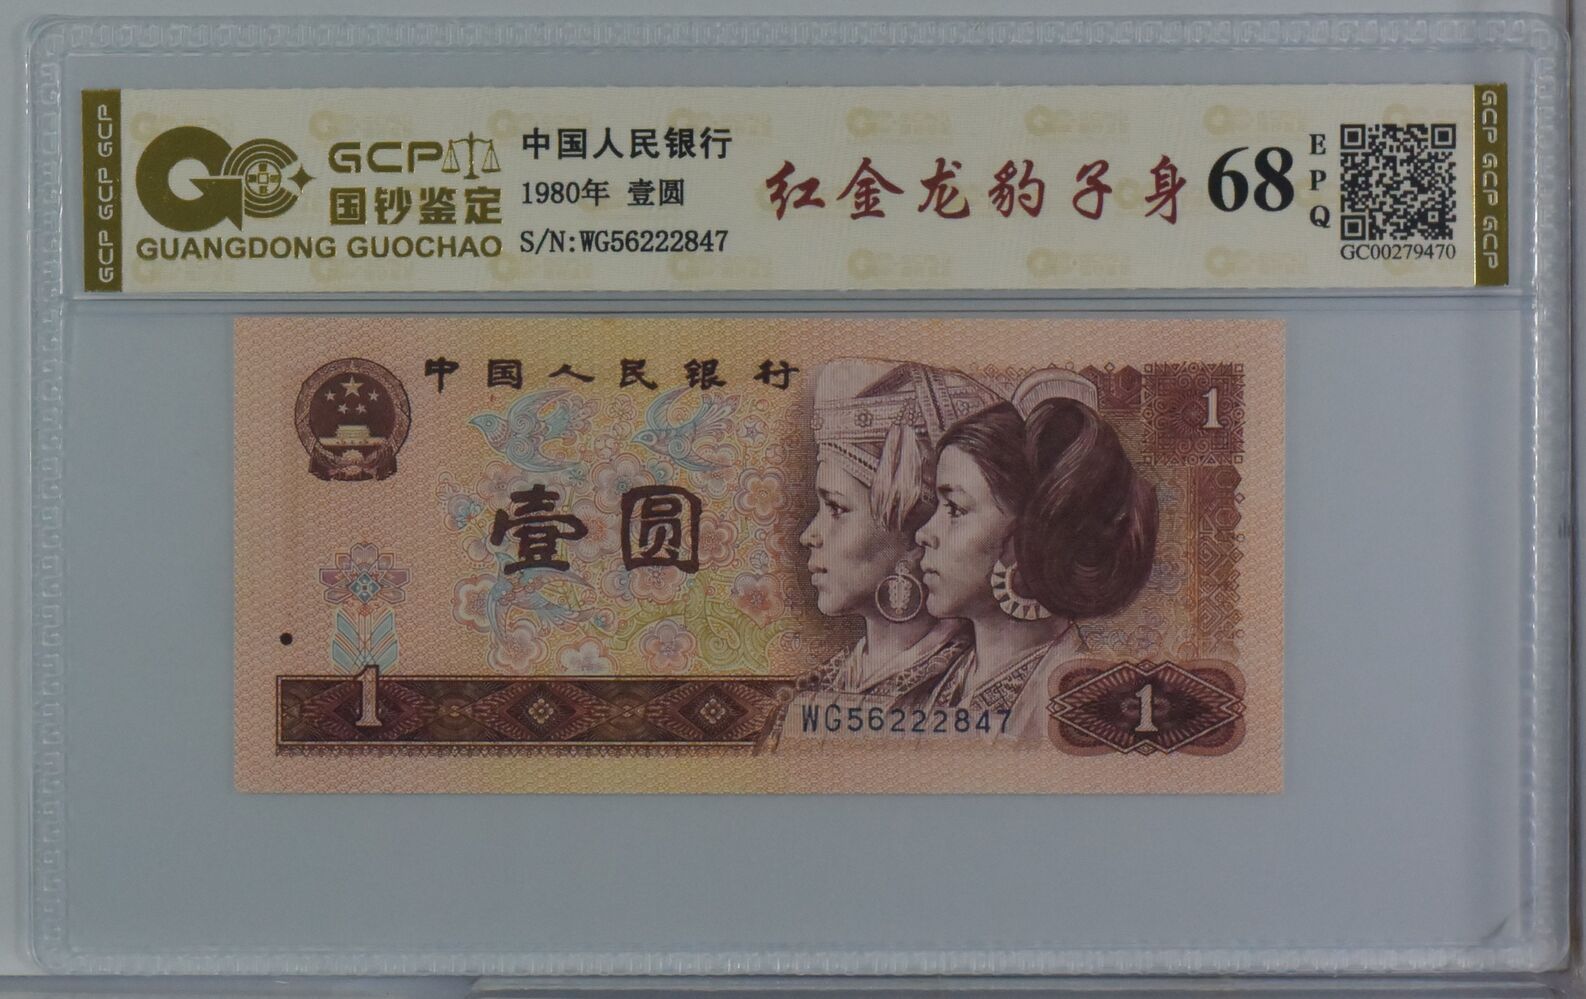 GCP GCP GCP
GCP
国钞鉴定
GUANGDONG GUOCHAO
中国人民银行
1980年 壹圆
S/N:WG56222847
红金龙豹子身
68
EPQ
GC00279470
GCP GCP GCP
中国人民银行
1
壹圆
1
WG56222847
1